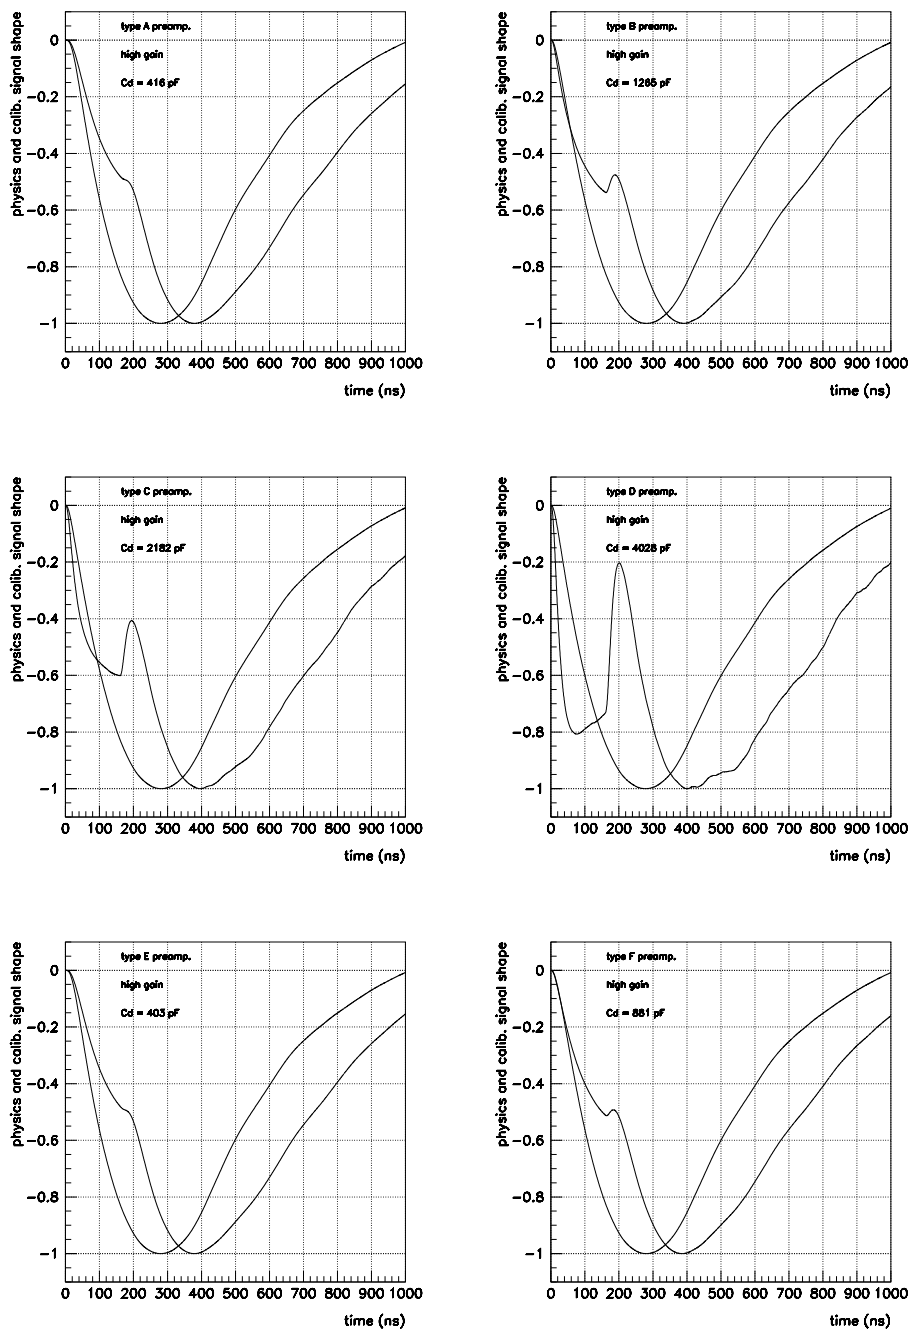 physics and calib. signal shape
type A preamp.
high gain
Cd = 416 pF
0
−0.2
−0.4
−0.6
−0.8
−1
0 100 200 300 400 500 600 700 800 900 1000
time (ns)
physics and calib. signal shape
type B preamp.
high gain
Cd = 1265 pF
0
−0.2
−0.4
−0.6
−0.8
−1
0 100 200 300 400 500 600 700 800 900 1000
time (ns)
physics and calib. signal shape
type C preamp.
high gain
Cd = 2182 pF
0
−0.2
−0.4
−0.6
−0.8
−1
0 100 200 300 400 500 600 700 800 900 1000
time (ns)
physics and calib. signal shape
type D preamp.
high gain
Cd = 4028 pF
0
−0.2
−0.4
−0.6
−0.8
−1
0 100 200 300 400 500 600 700 800 900 1000
time (ns)
physics and calib. signal shape
type E preamp.
high gain
Cd = 403 pF
0
−0.2
−0.4
−0.6
−0.8
−1
0 100 200 300 400 500 600 700 800 900 1000
time (ns)
physics and calib. signal shape
type F preamp.
high gain
Cd = 881 pF
0
−0.2
−0.4
−0.6
−0.8
−1
0 100 200 300 400 500 600 700 800 900 1000
time (ns)